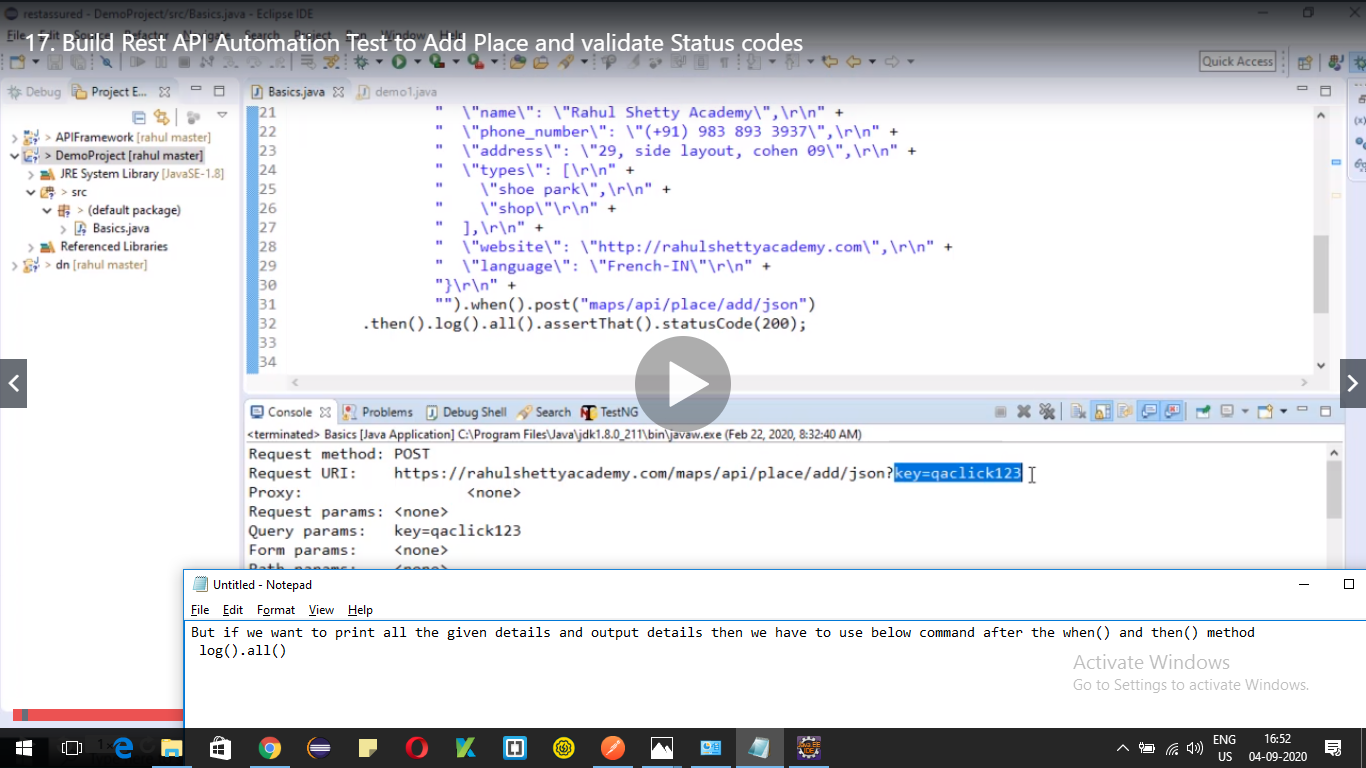 restassured - DemoProject/src/Basics.java - Eclipse IDE
17. Build Rest API Automation Test to Add Place and validate Status codes
Quick Access
Debug
Project E...
Basics.java
demo1.java
> APIFramework [rahul master]
> DemoProject [rahul master]
JRE System Library [JavaSE-1.8]
> src
> (default package)
Basics.java
Referenced Libraries
> dn [rahul master]
21 " \"name\": \"Rahul Shetty Academy\",\r\n" +
22 " \"phone_number\": \"(+91) 983 893 3937\",\r\n" +
23 " \"address\": \"29, side layout, cohen 09\",\r\n" +
24 " \"types\": [\r\n" +
25 " \"shoe park\",\r\n" +
26 " \"shop\"\r\n" +
27 " ],\r\n" +
28 " \"website\": \"http://rahulshettyacademy.com\",\r\n" +
29 " \"language\": \"French-IN\"\r\n" +
30 "}\r\n" +
31 "").when().post("maps/api/place/add/json")
32 .then().log().all().assertThat().statusCode(200);
33
34
Console Problems Debug Shell Search TestNG
<terminated> Basics [Java Application] C:\Program Files\Java\jdk1.8.0_211\bin\javaw.exe (Feb 22, 2020, 8:32:40 AM)
Request method: POST
Request URI: https://rahulshettyacademy.com/maps/api/place/add/json?key=qaclick123
Proxy: <none>
Request params: <none>
Query params: key=qaclick123
Form params: <none>
Path params: <none>
Untitled - Notepad
File Edit Format View Help
But if we want to print all the given details and output details then we have to use below command after the when() and then() method
log().all()
Activate Windows
Go to Settings to activate Windows.
ENG
US
16:52
04-09-2020